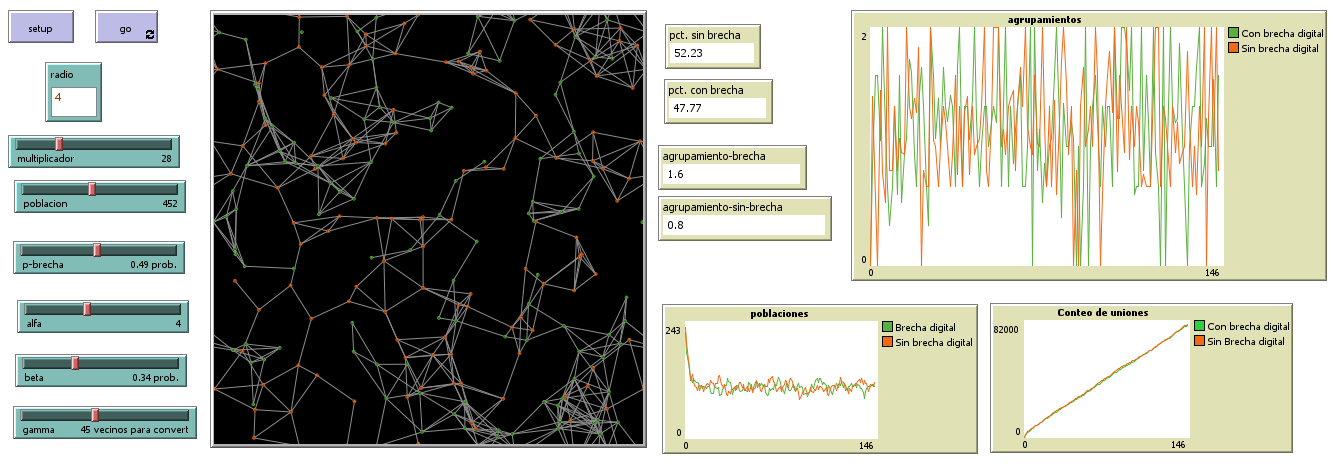 setup
go
radio
4
multiplicador 28
poblacion 452
p-brecha 0.49 prob.
alfa 4
beta 0.34 prob.
gamma 45 vecinos para convert
pct. sin brecha
52.23
pct. con brecha
47.77
agrupamiento-brecha
1.6
agrupamiento-sin-brecha
0.8
agrupamientos
2
0
0 146
Con brecha digital
Sin brecha digital
poblaciones
243
0
0 146
Brecha digital
Sin brecha digital
Conteo de uniones
82000
0
0 146
Con brecha digital
Sin Brecha digital